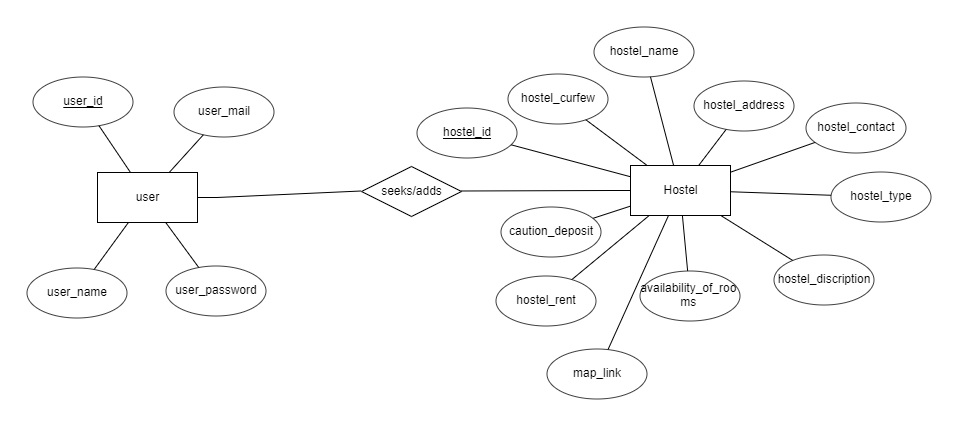 hostel_name
user_id
user_mail
hostel_curfew
hostel_address
hostel_id
hostel_contact
user
seeks/adds
Hostel
hostel_type
caution_deposit
user_name
user_password
hostel_rent
availability_of_roo
ms
hostel_discription
map_link